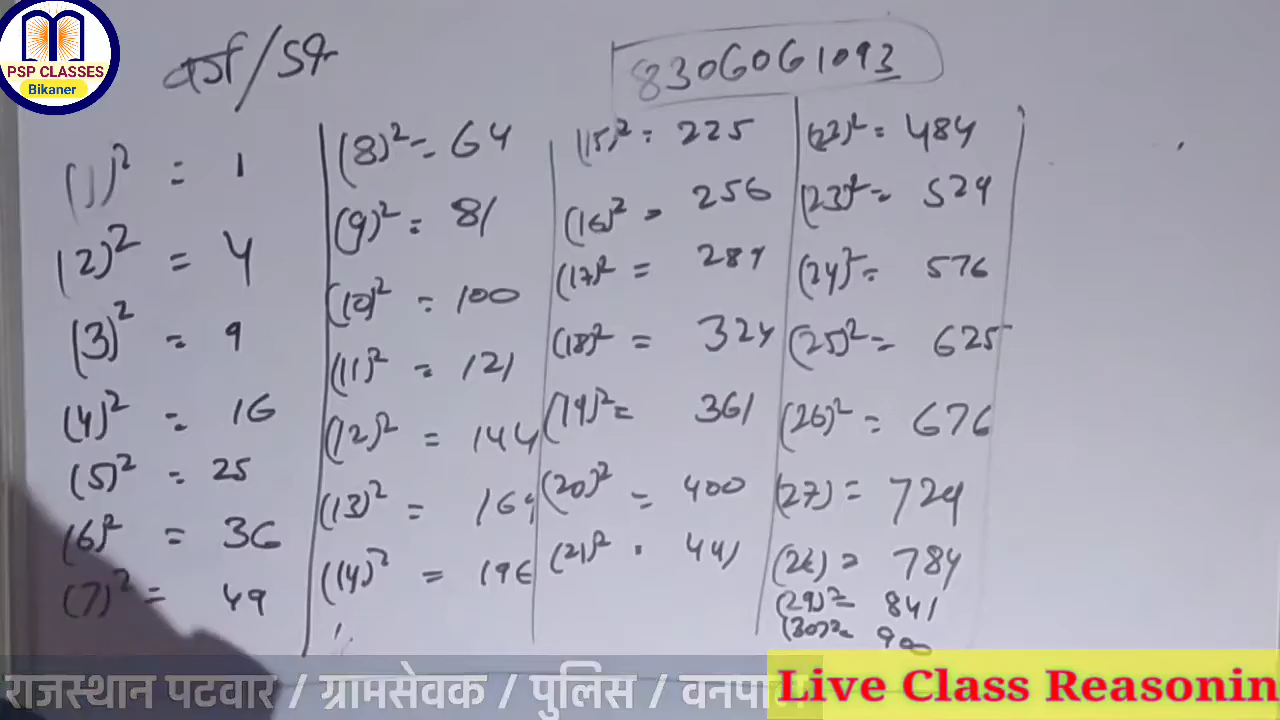 PSP CLASSES
Bikaner
वर्ग/
8306061093
(1)² = 1
(2)² = 4
(3)² = 9
(4)² = 16
(5)² = 25
(6)² = 36
(7)² = 49
(8)² = 64
(9)² = 81
(10)² = 100
(11)² = 121
(12)² = 144
(13)² = 169
(14)² = 196
(15)² = 225
(16)² = 256
(17)² = 289
(18)² = 324
(19)² = 361
(20)² = 400
(21)² = 441
(22)² = 484
(23)² = 529
(24)² = 576
(25)² = 625
(26)² = 676
(27) = 729
(28) = 784
(29)² = 841
(30)² = 900
राजस्थान पटवार / ग्रामसेवक / पुलिस / वनपाल
Live Class Reasonin